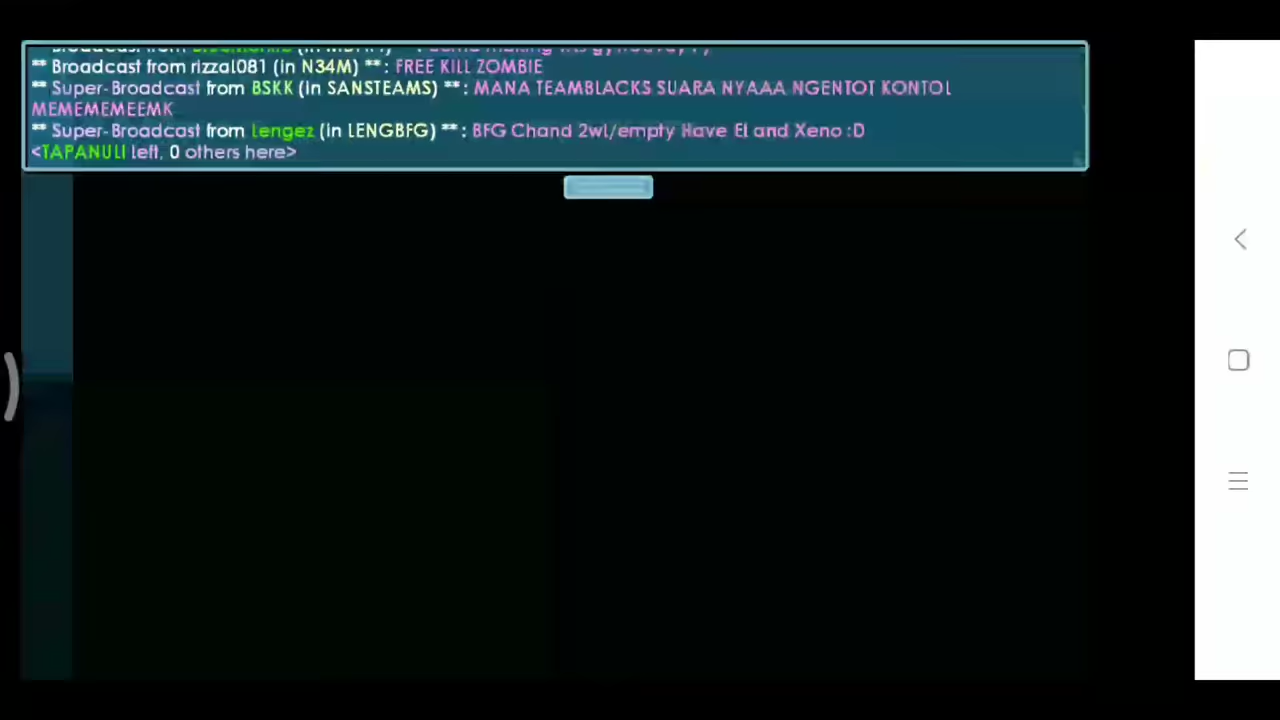 ** Broadcast from rizzal081 (in N34M) ** : FREE KILL ZOMBIE
** Super-Broadcast from BSKK (in SANSTEAMS) ** : MANA TEAMBLACKS SUARA NYAAA NGENTOT KONTOL
MEMEMEMEEMK
** Super-Broadcast from Lengez (in LENGBFG) ** : BFG Chand 2wl/empty Have El and Xeno :D
<TAPANULI left, 0 others here>